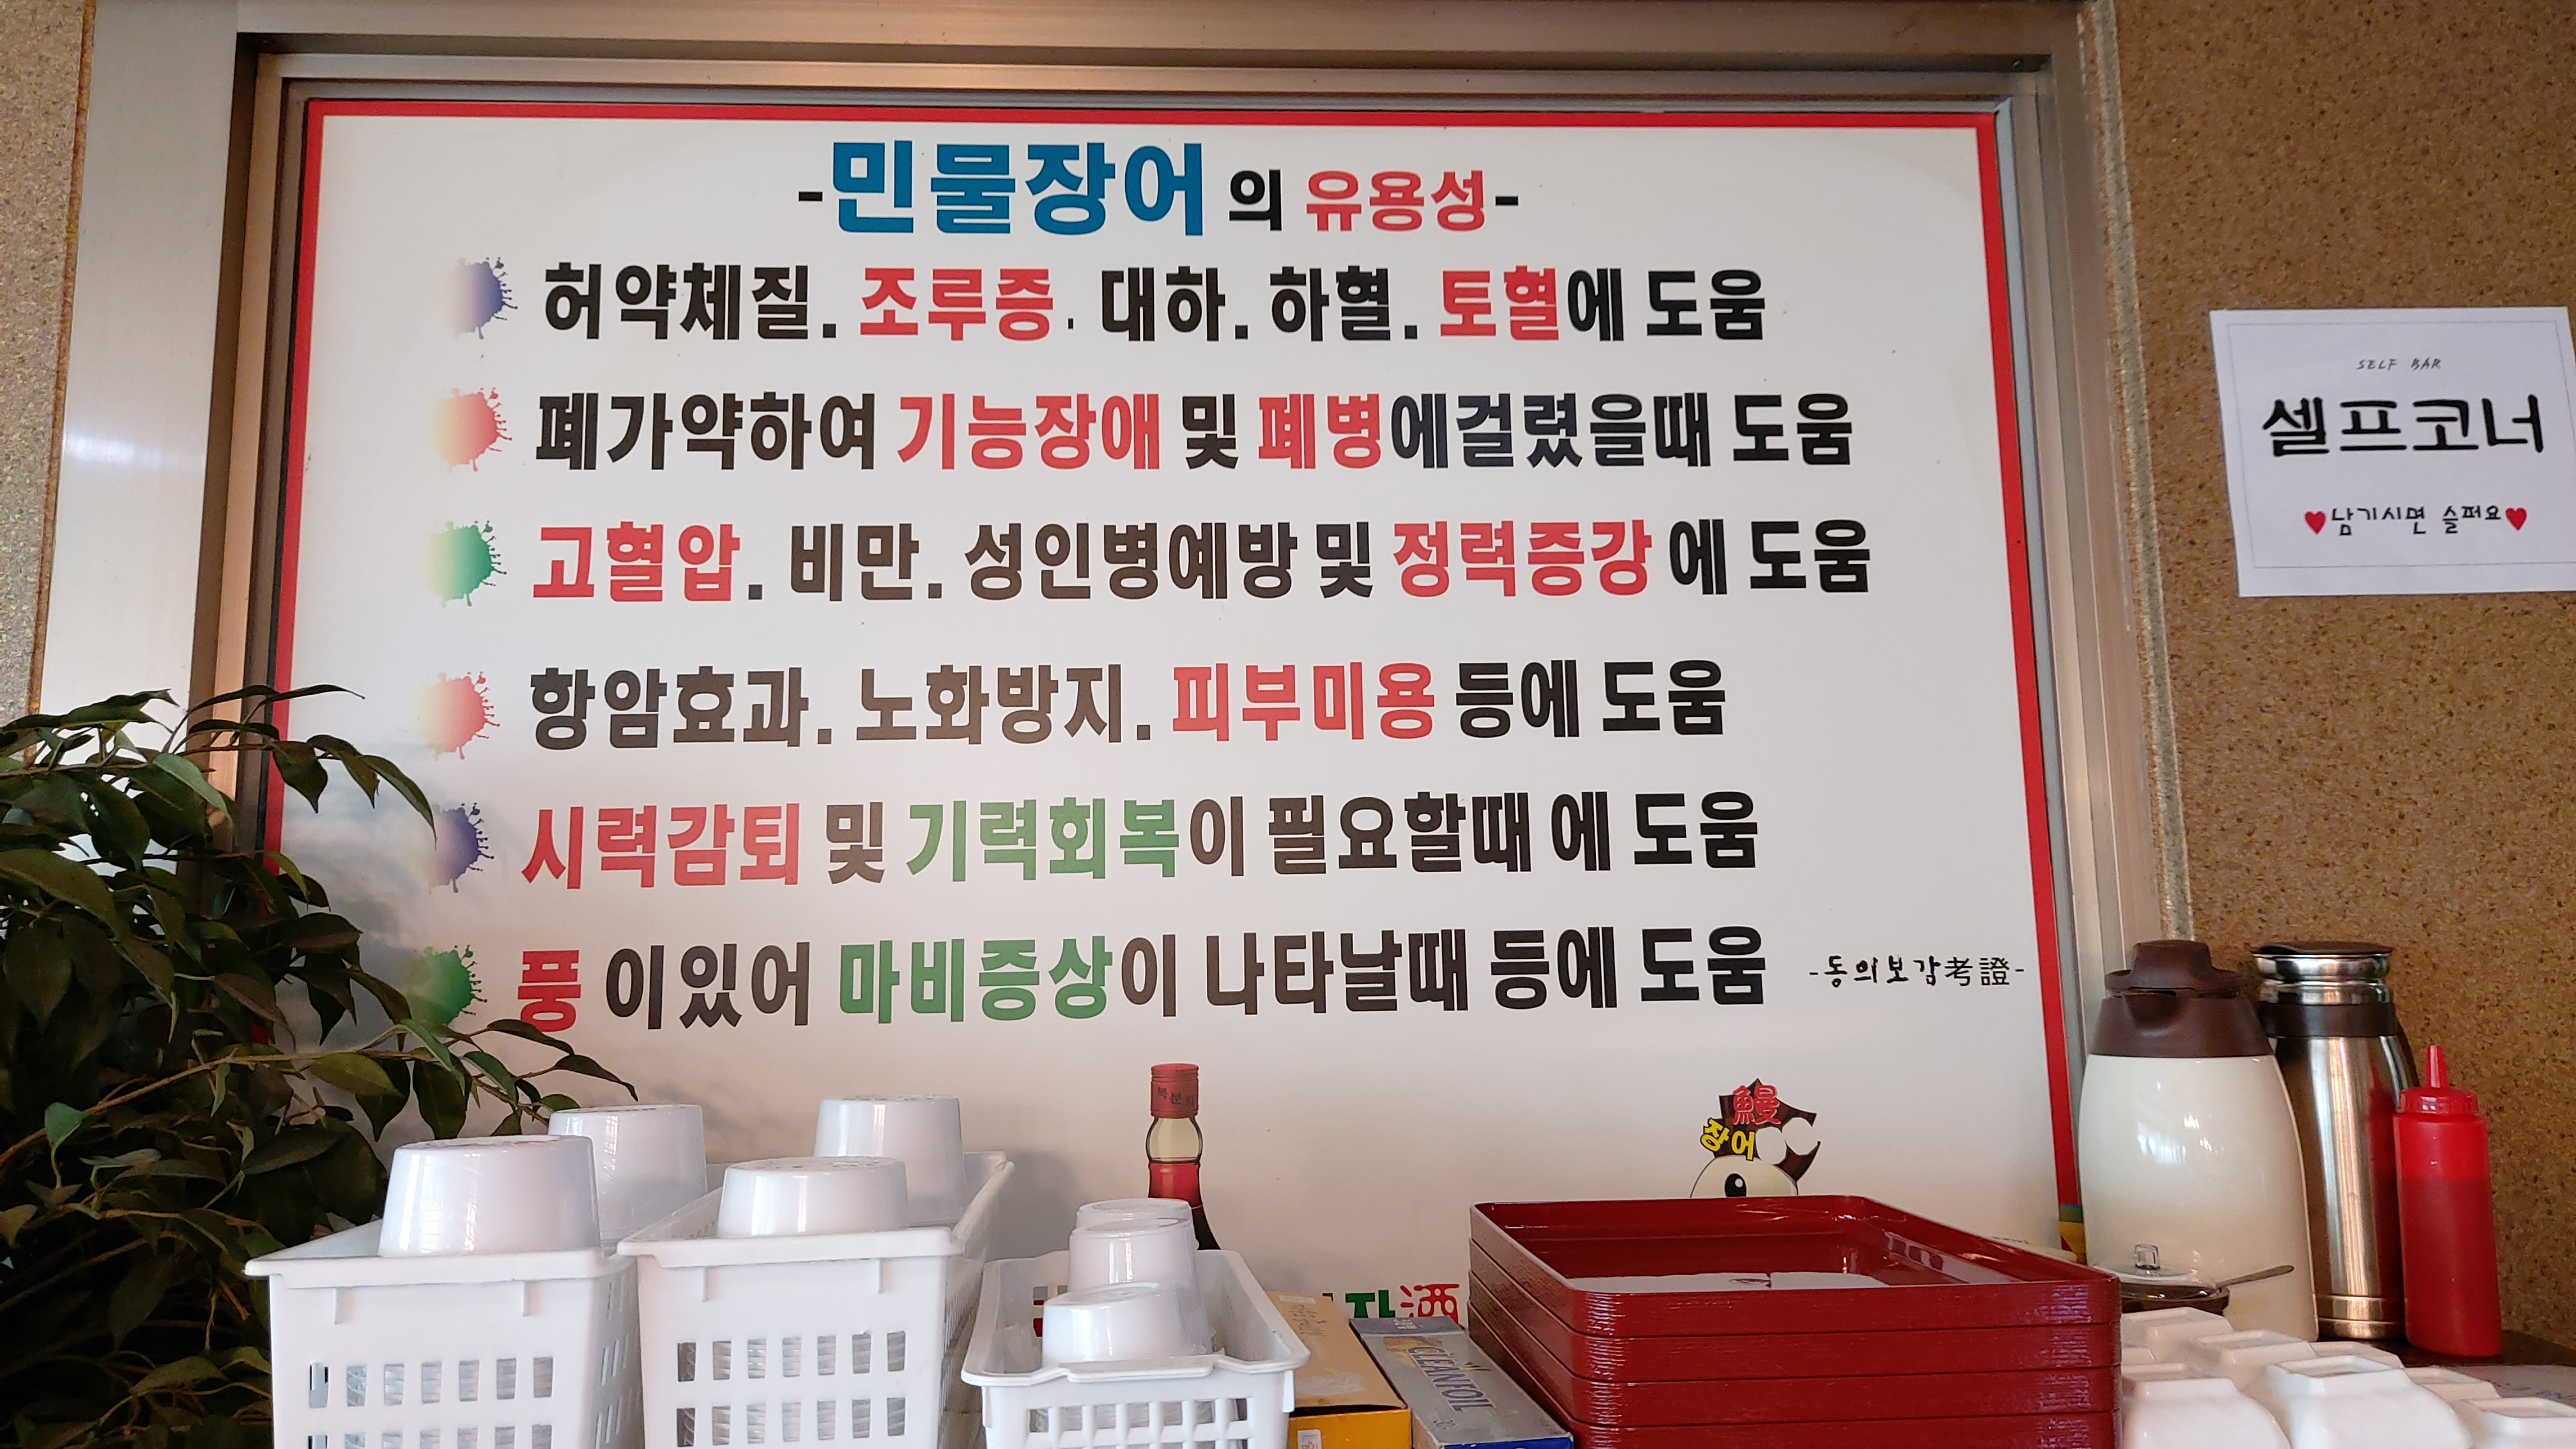 -민물장어 의 유용성-
허약체질. 조루증. 대하. 하혈. 토혈에 도움
폐가약하여 기능장애 및 폐병에걸렸을때 도움
고혈압. 비만. 성인병예방 및 정력증강 에 도움
항암효과. 노화방지. 피부미용 등에 도움
시력감퇴 및 기력회복이 필요할때 에 도움
풍 이있어 마비증상이 나타날때 등에 도움
-동의보감考證-
SELF BAR
셀프코너
♥남기시면 슬퍼요♥
鰻
장어
자酒
CLEAN OIL